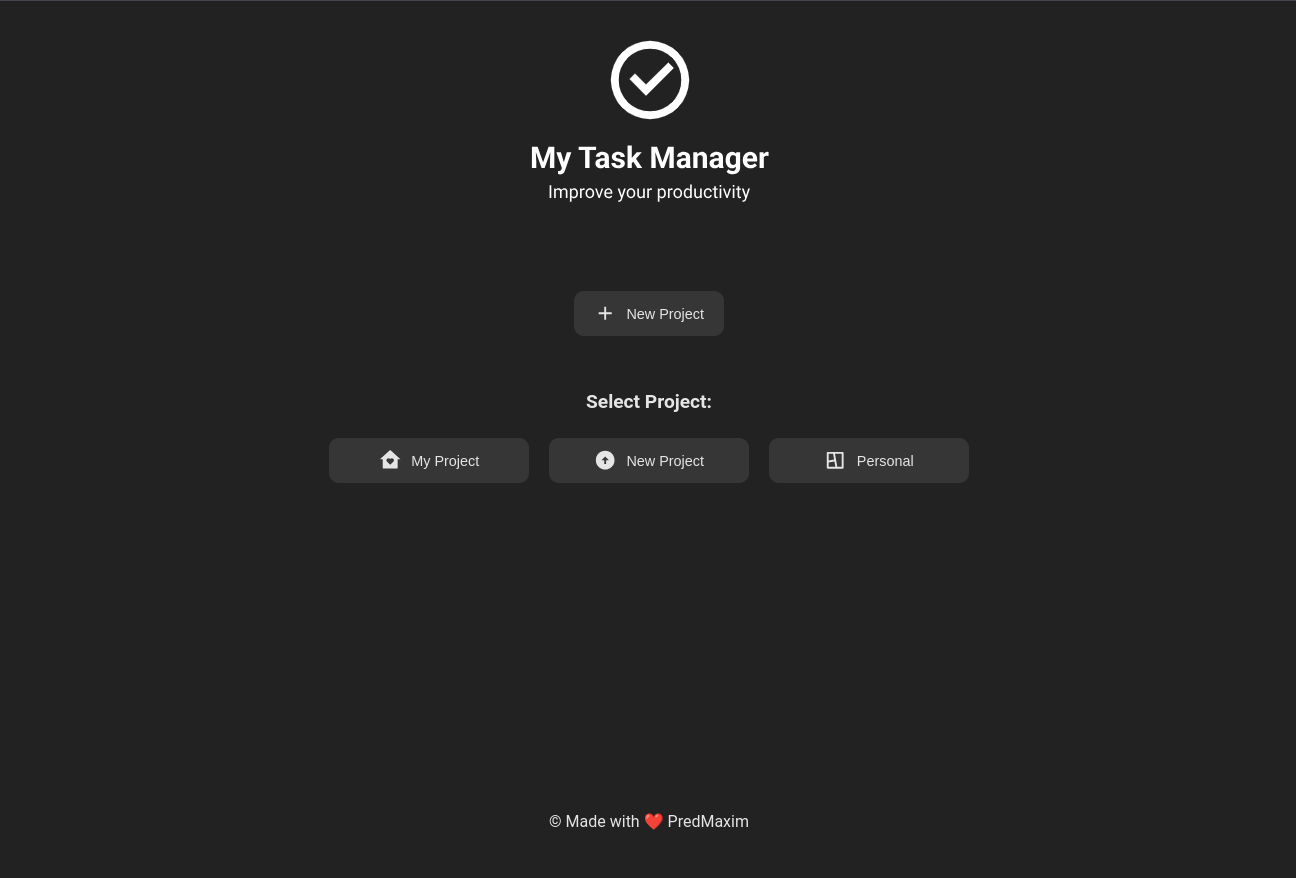 My Task Manager
Improve your productivity
New Project
Select Project:
My Project
New Project
Personal
© Made with ❤️ PredMaxim